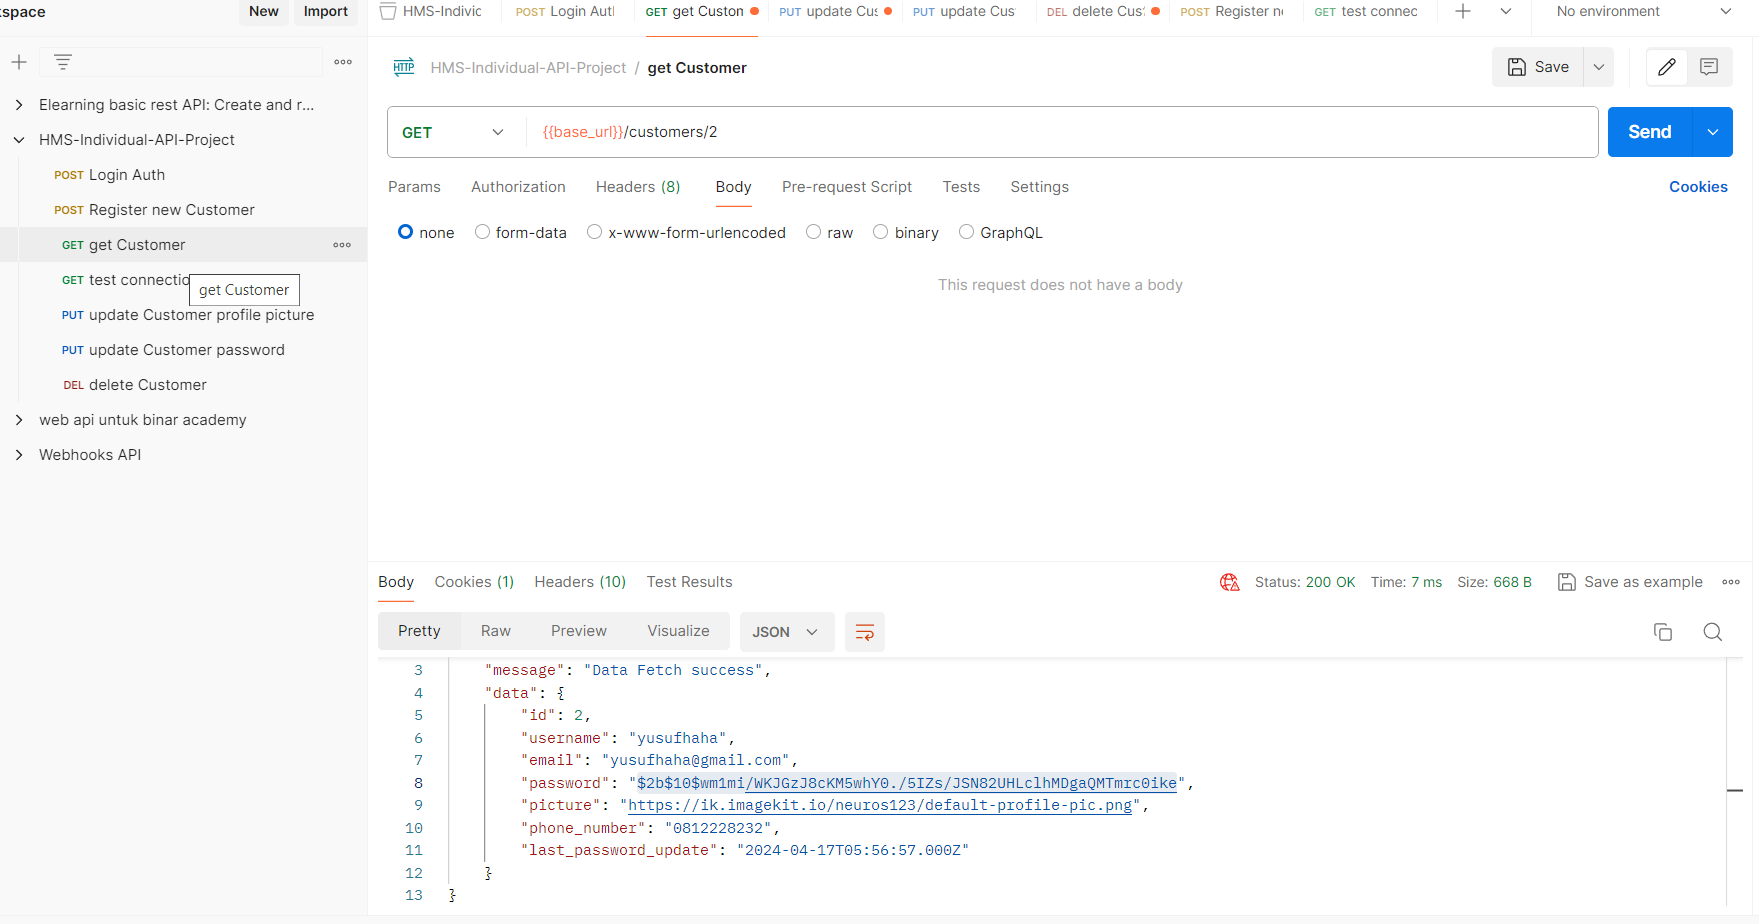 kspace
New
Import
HMS-Individ
POST Login Aut
GET get Custom
PUT update Cus
PUT update Cus
DEL delete Cust
POST Register ne
GET test connec
No environment
HTTP HMS-Individual-API-Project / get Customer
Save
Elearning basic rest API: Create and r...
HMS-Individual-API-Project
POST Login Auth
POST Register new Customer
GET get Customer
GET test connectio
get Customer
PUT update Customer profile picture
PUT update Customer password
DEL delete Customer
web api untuk binar academy
Webhooks API
GET
{{base_url}}/customers/2
Send
Params
Authorization
Headers (8)
Body
Pre-request Script
Tests
Settings
Cookies
none
form-data
x-www-form-urlencoded
raw
binary
GraphQL
This request does not have a body
Body
Cookies (1)
Headers (10)
Test Results
Status: 200 OK
Time: 7 ms
Size: 668 B
Save as example
Pretty
Raw
Preview
Visualize
JSON
3 "message": "Data Fetch success",
4 "data": {
5 "id": 2,
6 "username": "yusufhaha",
7 "email": "yusufhaha@gmail.com",
8 "password": "$2b$10$wm1mi/WKJGzJ8cKM5whY0./5IZs/JSN82UHLclhMDgaQMTmrc0ike",
9 "picture": "https://ik.imagekit.io/neuros123/default-profile-pic.png",
10 "phone_number": "0812228232",
11 "last_password_update": "2024-04-17T05:56:57.000Z"
12 }
13 }